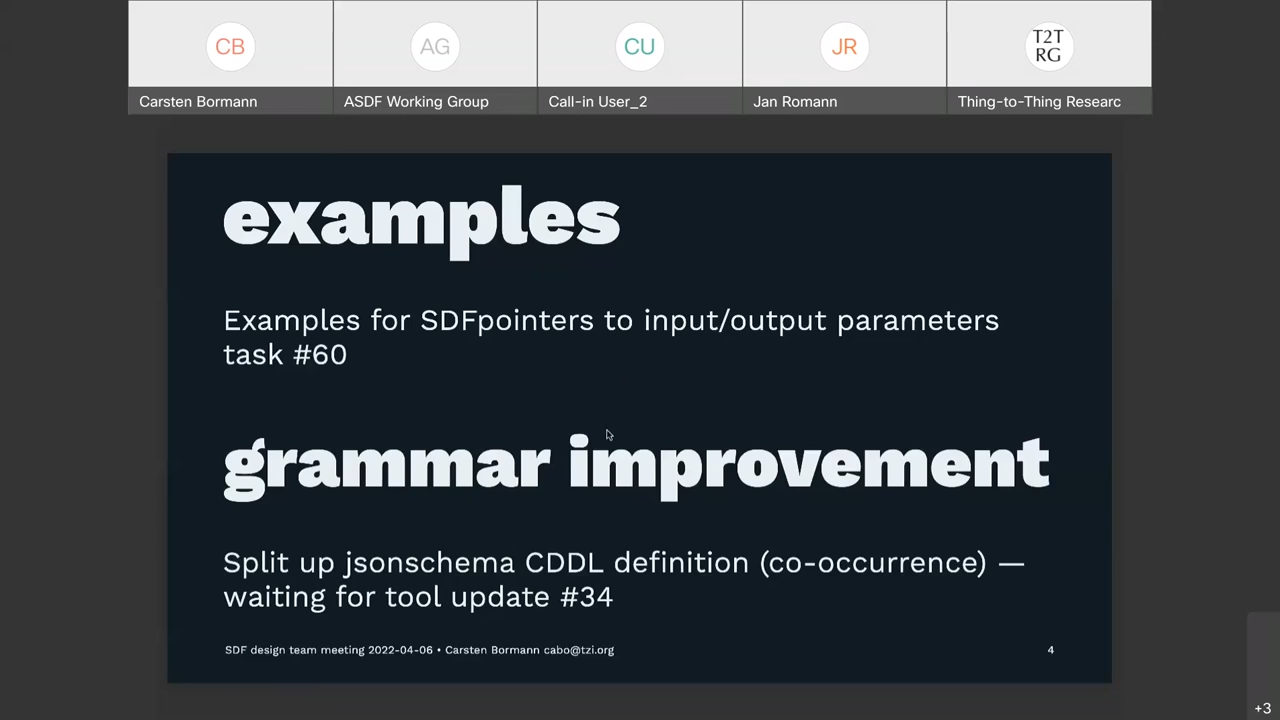 CB
AG
CU
JR
T2T
RG
Carsten Bormann
ASDF Working Group
Call-in User_2
Jan Romann
Thing-to-Thing Researc
examples
Examples for SDFpointers to input/output parameters
task #60
grammar improvement
Split up jsonschema CDDL definition (co-occurrence) —
waiting for tool update #34
SDF design team meeting 2022-04-06 • Carsten Bormann cabo@tzi.org
4
+3